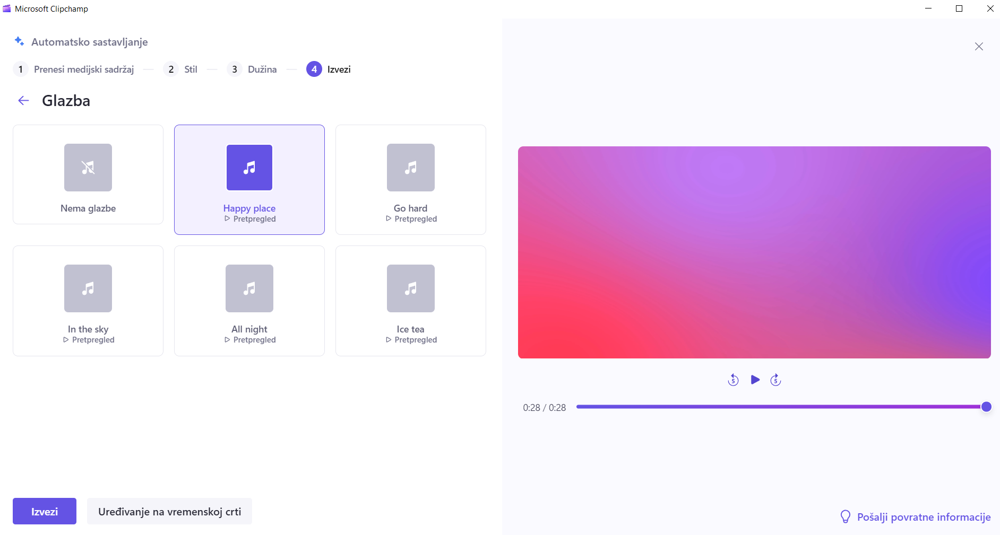 Microsoft Clipchamp
Automatsko sastavljanje
1 Prenesi medijski sadržaj — 2 Stil — 3 Dužina — 4 Izvezi
Glazba
Nema glazbe
Happy place
Pretpregled
Go hard
Pretpregled
In the sky
Pretpregled
All night
Pretpregled
Ice tea
Pretpregled
5 5
0:28 / 0:28
Izvezi
Uređivanje na vremenskoj crti
Pošalji povratne informacije